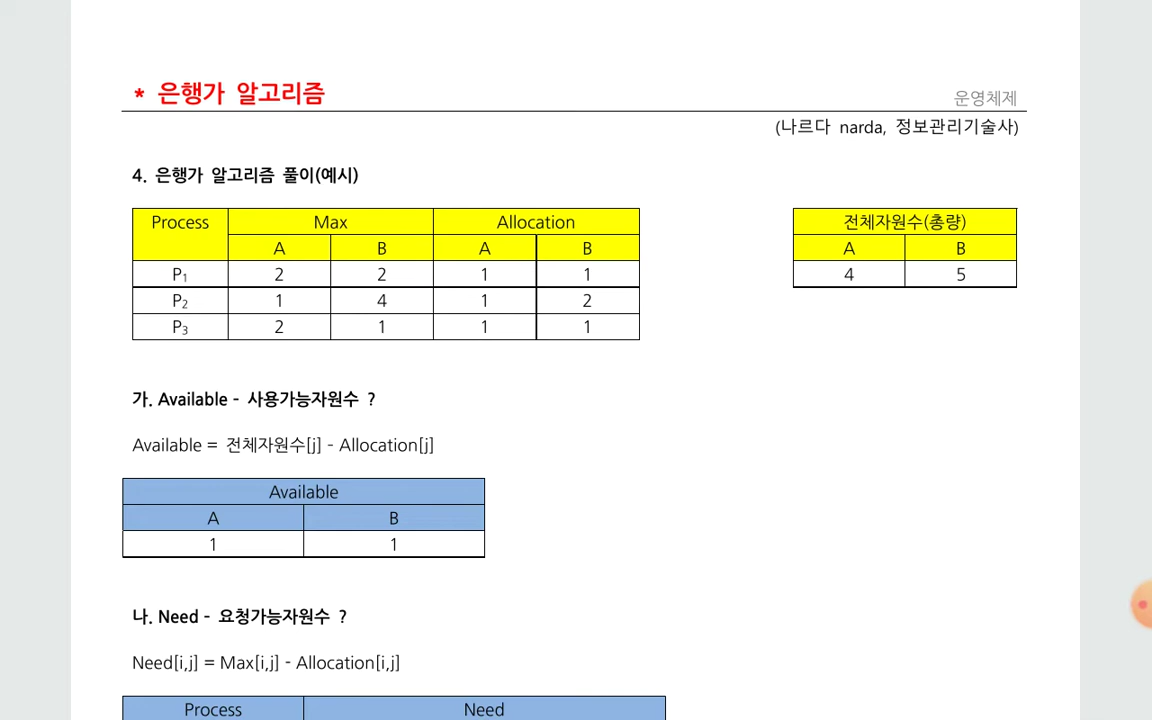 * 은행가 알고리즘
운영체제
(나르다 narda, 정보관리기술사)
4. 은행가 알고리즘 풀이(예시)
Process Max Allocation
A B A B
P₁ 2 2 1 1
P₂ 1 4 1 2
P₃ 2 1 1 1
전체자원수(총량)
A B
4 5
가. Available - 사용가능자원수 ?
Available = 전체자원수[j] - Allocation[j]
Available
A B
1 1
나. Need - 요청가능자원수 ?
Need[i,j] = Max[i,j] - Allocation[i,j]
Process Need